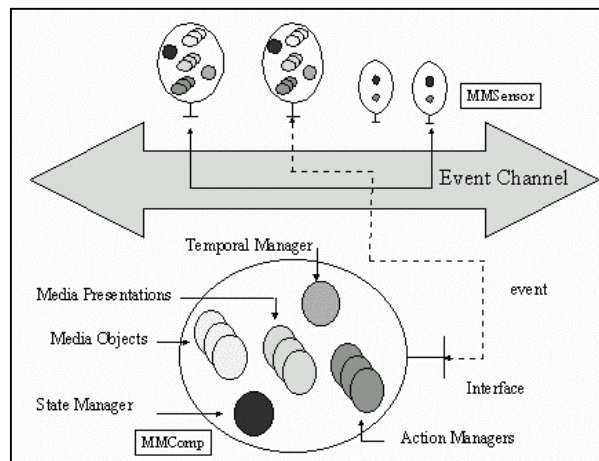 MMSensor
Event Channel
Temporal Manager
Media Presentations
event
Media Objects
Interface
State Manager
MMComp
Action Managers